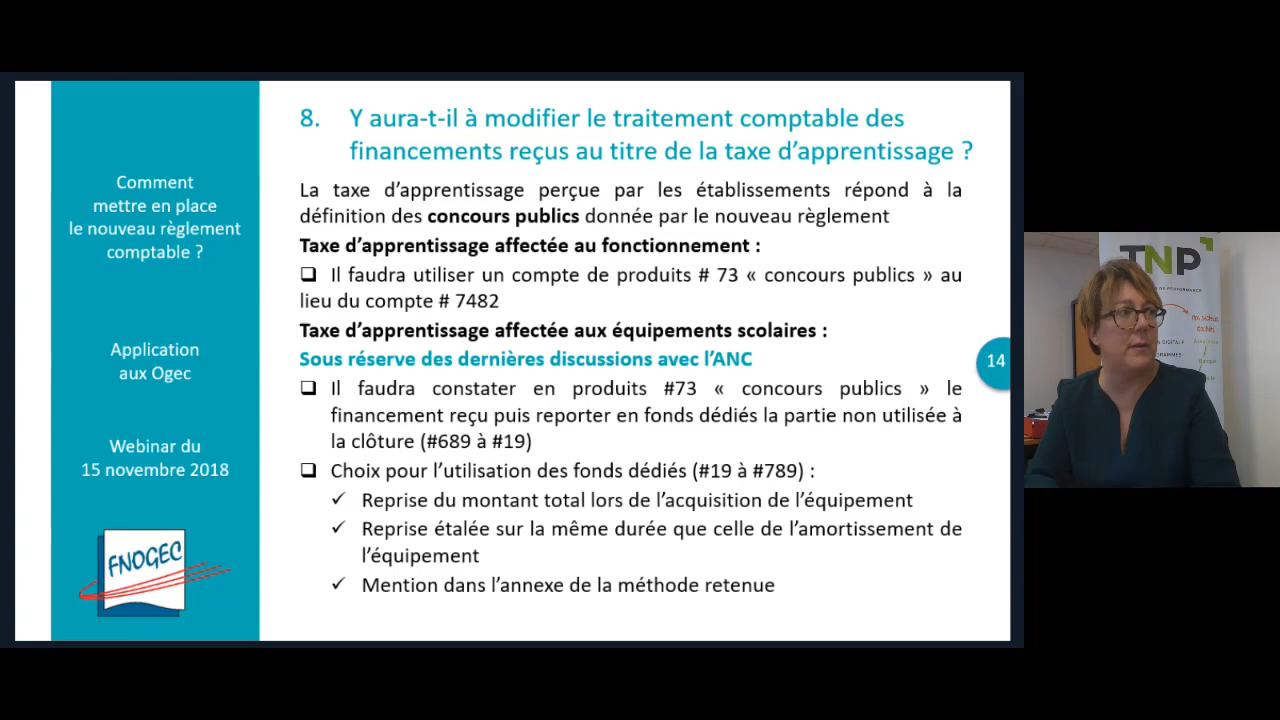 8. Y aura-t-il à modifier le traitement comptable des
financements reçus au titre de la taxe d'apprentissage ?
La taxe d'apprentissage perçue par les établissements répond à la
définition des concours publics donnée par le nouveau règlement
Taxe d'apprentissage affectée au fonctionnement :
Il faudra utiliser un compte de produits # 73 « concours publics » au
lieu du compte # 7482
Taxe d'apprentissage affectée aux équipements scolaires :
Sous réserve des dernières discussions avec l'ANC
Il faudra constater en produits #73 « concours publics » le
financement reçu puis reporter en fonds dédiés la partie non utilisée à
la clôture (#689 à #19)
Choix pour l'utilisation des fonds dédiés (#19 à #789) :
Reprise du montant total lors de l'acquisition de l'équipement
Reprise étalée sur la même durée que celle de l'amortissement de
l'équipement
Mention dans l'annexe de la méthode retenue
Comment
mettre en place
le nouveau règlement
comptable ?
Application
aux Ogec
Webinar du
15 novembre 2018
FNOGEC
14
TNP
DE PERFORMANCE